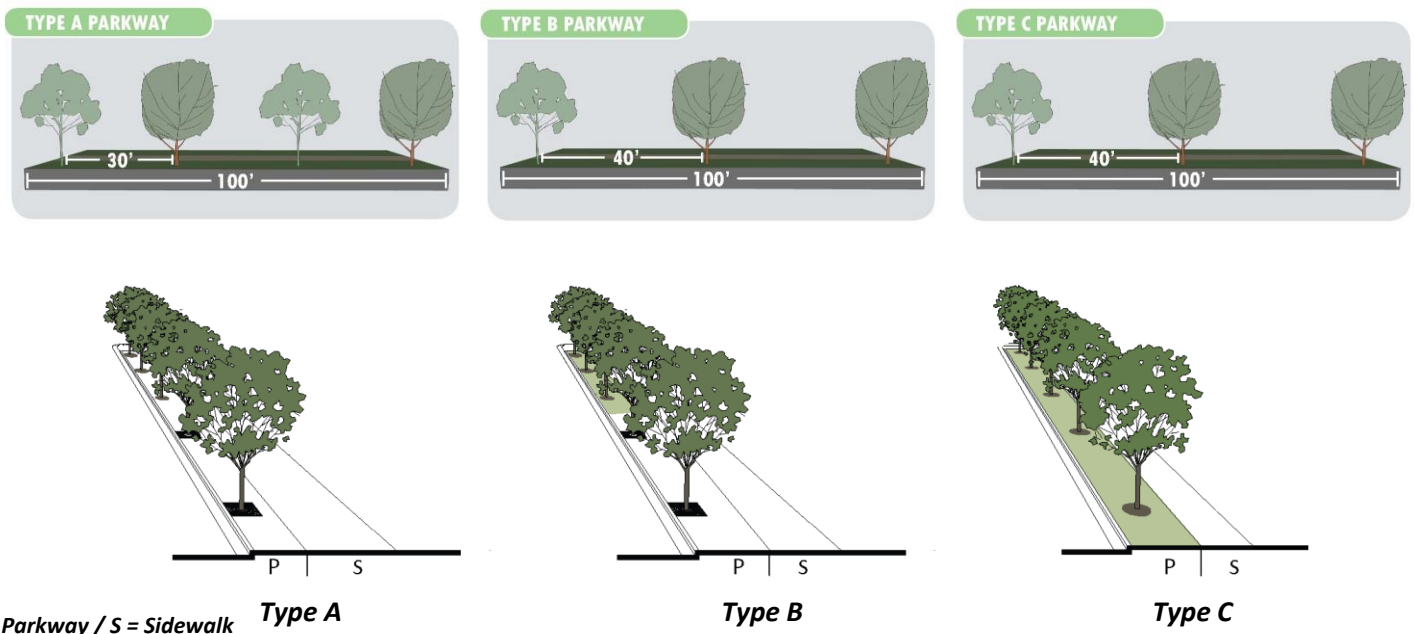 TYPE A PARKWAY
30'
100'
TYPE B PARKWAY
40'
100'
TYPE C PARKWAY
40'
100'
P S
P S
P S
Type A
Type B
Type C
Parkway / S = Sidewalk